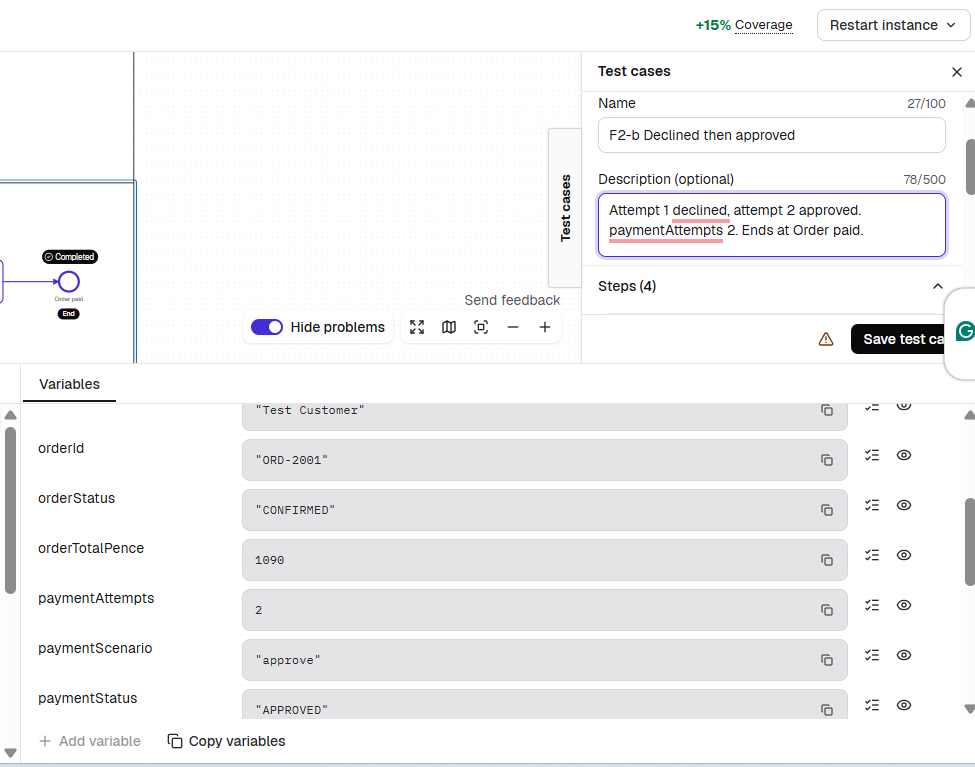 +15% Coverage
Restart instance
Test cases
Name
27/100
F2-b Declined then approved
Description (optional)
78/500
Attempt 1 declined, attempt 2 approved.
paymentAttempts 2. Ends at Order paid.
Steps (4)
Save test ca
Test cases
Completed
Order paid
End
Send feedback
Hide problems
Variables
"Test Customer"
orderId
"ORD-2001"
orderStatus
"CONFIRMED"
orderTotalPence
1090
paymentAttempts
2
paymentScenario
"approve"
paymentStatus
"APPROVED"
Add variable
Copy variables